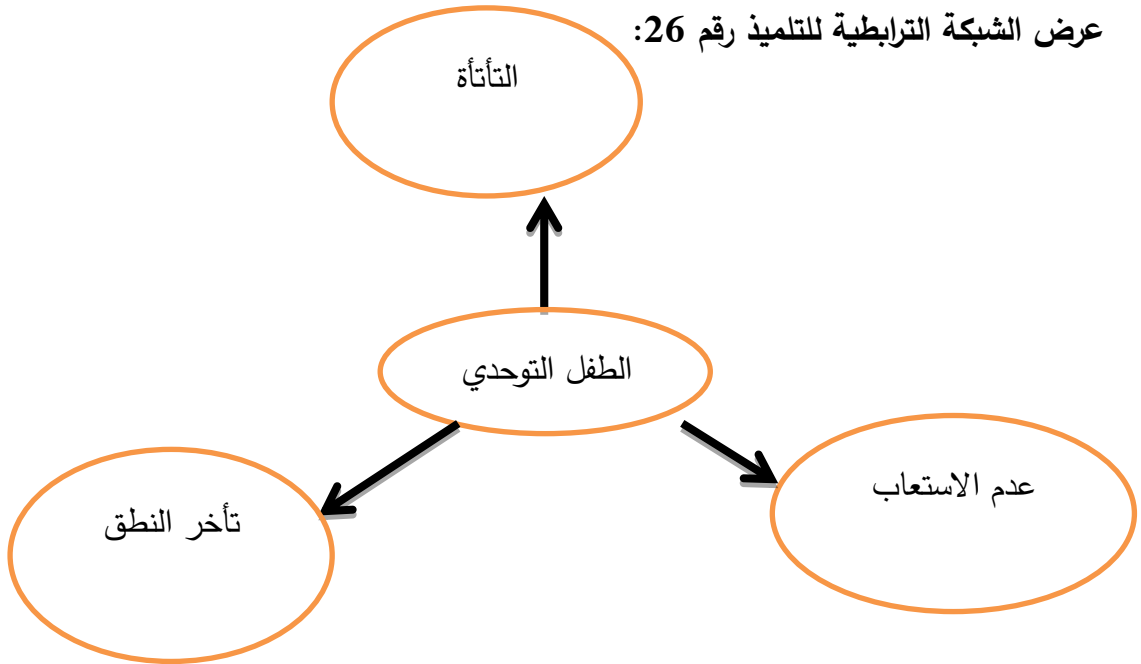 عرض الشبكة الترابطية للتلميذ رقم 26:
التأتأة
الطفل التوحدي
عدم الاستعاب
تأخر النطق